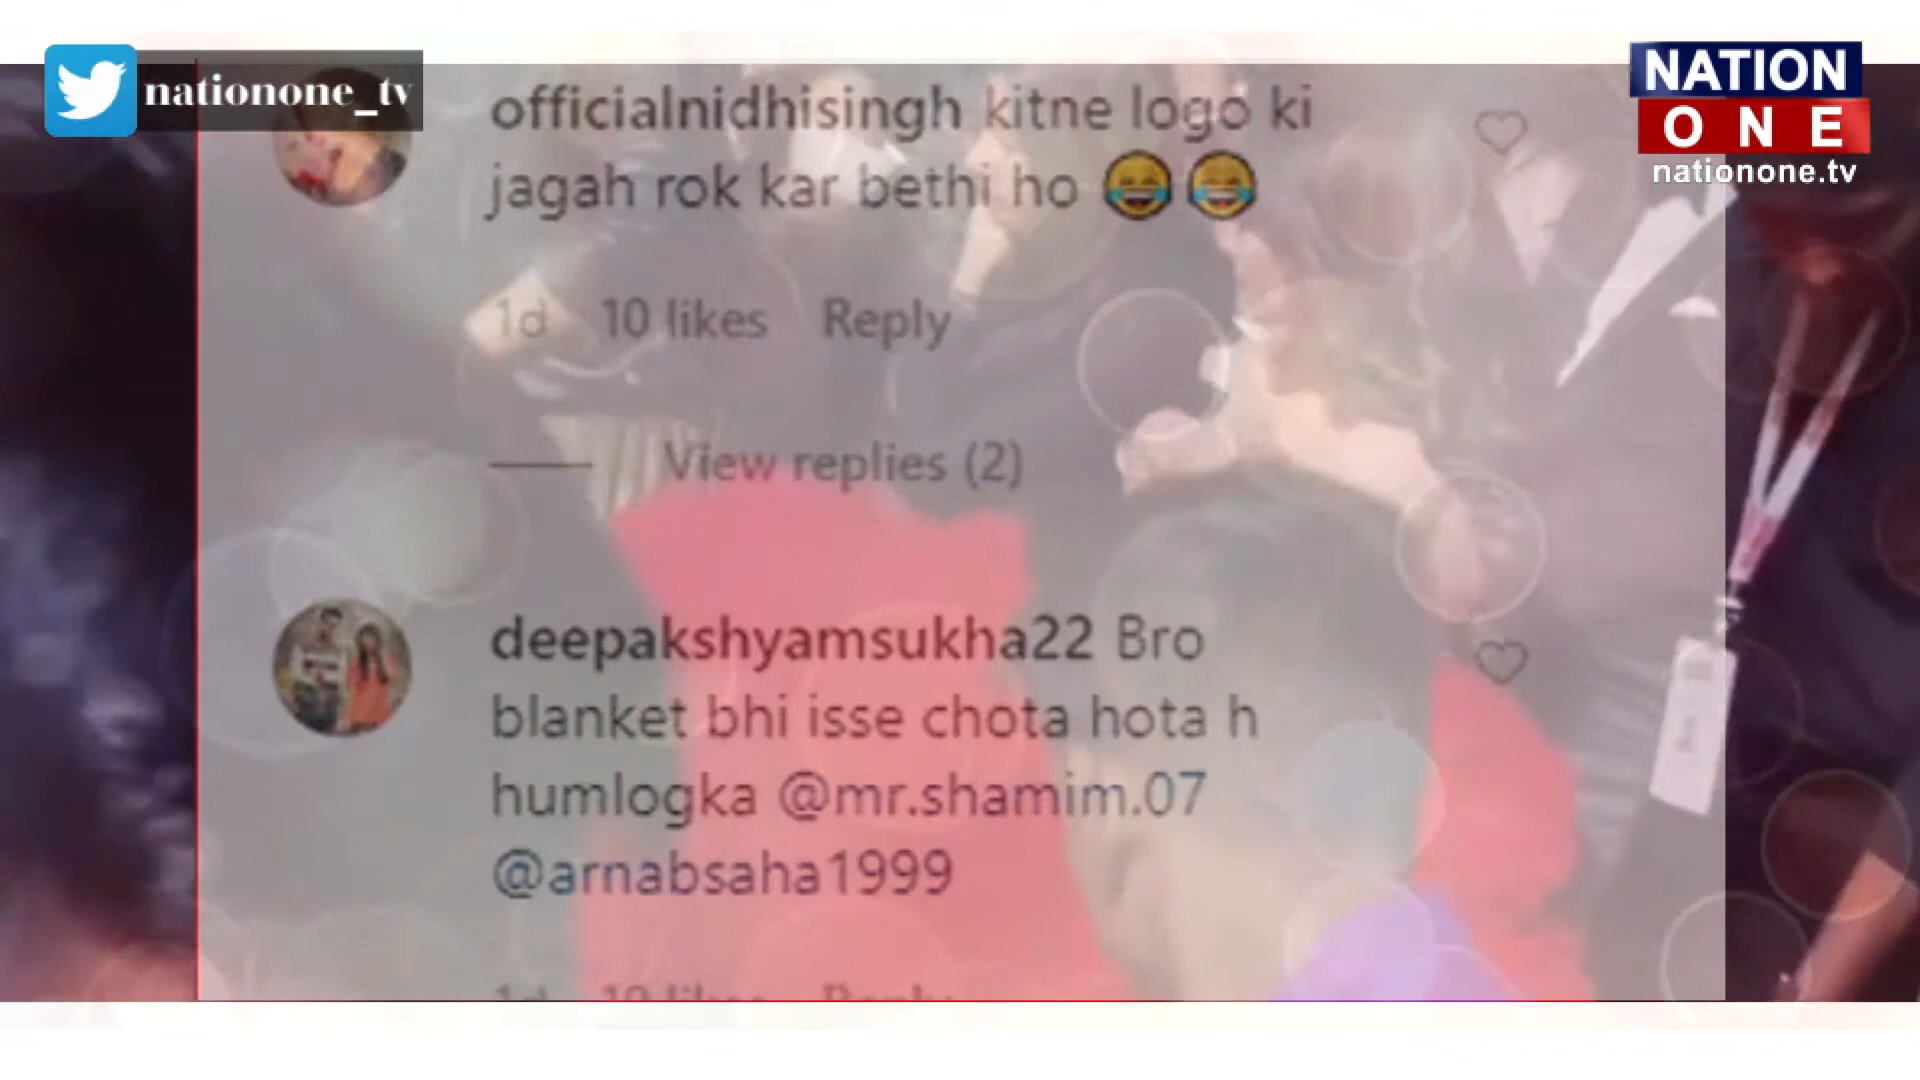 nationone_tv
NATION
ONE
nationone.tv
officialnidhisingh kitne logo ki
jagah rok kar bethi ho 😂 😂
1d 10 likes Reply
View replies (2)
deepakshyamsukha22 Bro
blanket bhi isse chota hota h
humlogka @mr.shamim.07
@arnabsaha1999